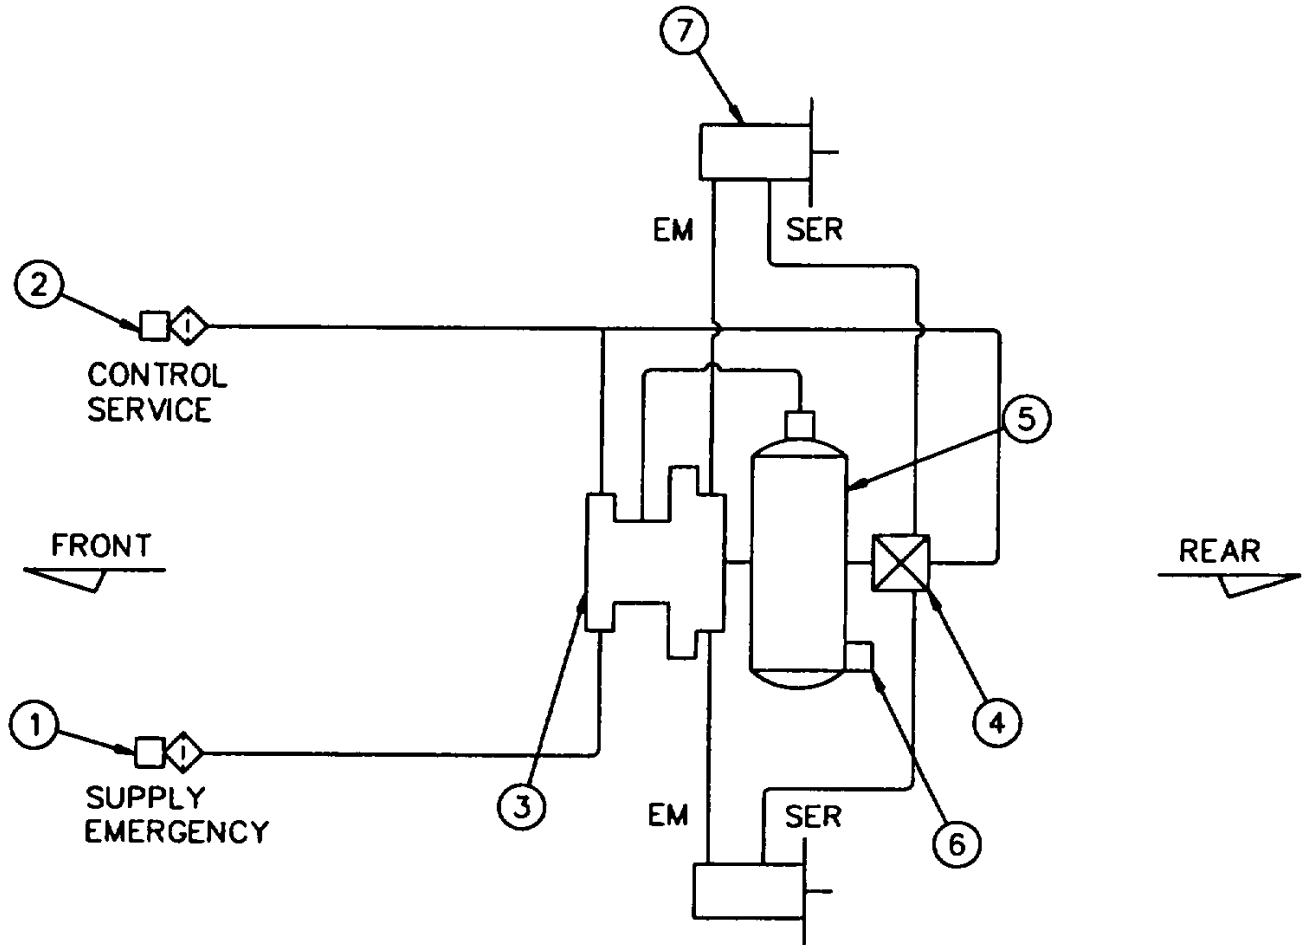 7
EM
SER
2
CONTROL
SERVICE
5
FRONT
REAR
1
4
SUPPLY
EMERGENCY
3
EM
SER
6